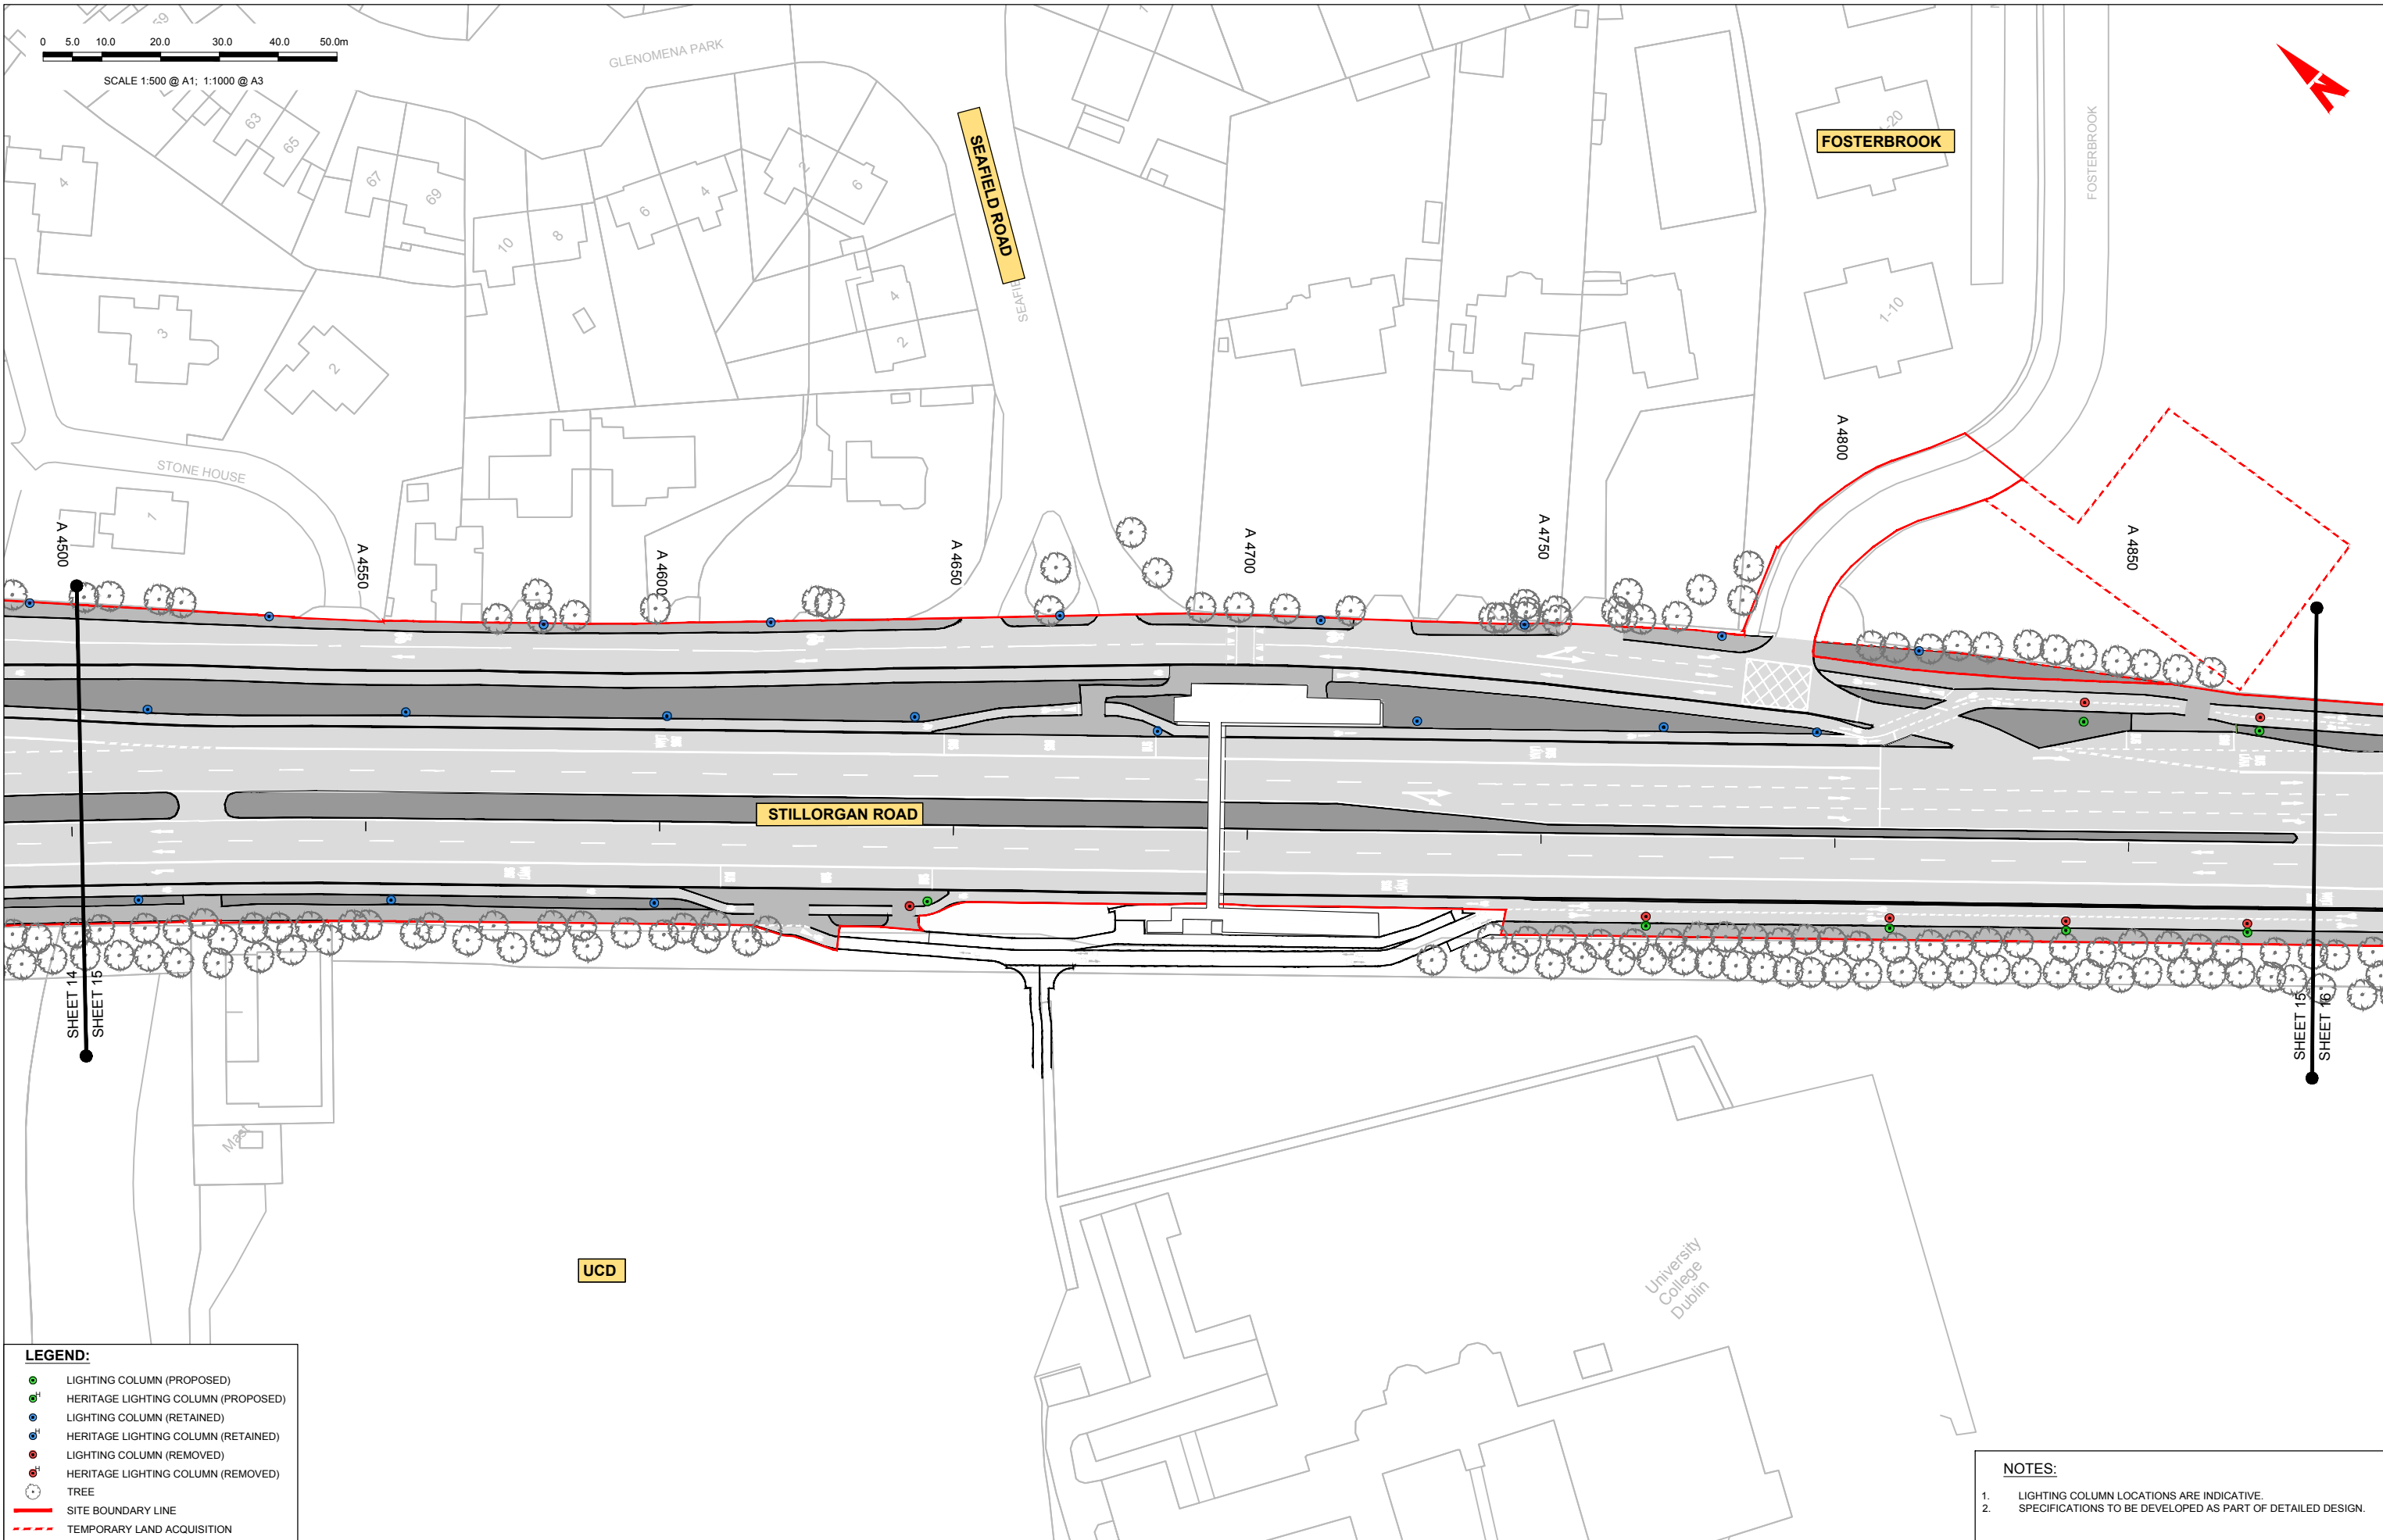 0 5.0 10.0 20.0 30.0 40.0 50.0m
SCALE 1:500 @ A1; 1:1000 @ A3
GLENOMENA PARK
SEAFIELD ROAD
FOSTERBROOK
FOSTERBROOK
69
63
65
67
69
4
10
8
6
4
2
6
4
2
3
2
1
1-10
STONE HOUSE
A 4500
A 4550
A 4600
A 4650
A 4700
A 4750
A 4800
A 4850
STILLORGAN ROAD
SHEET 14
SHEET 15
SHEET 15
SHEET 16
Mast
UCD
University
College
Dublin
LEGEND:
LIGHTING COLUMN (PROPOSED)
H HERITAGE LIGHTING COLUMN (PROPOSED)
LIGHTING COLUMN (RETAINED)
H HERITAGE LIGHTING COLUMN (RETAINED)
LIGHTING COLUMN (REMOVED)
H HERITAGE LIGHTING COLUMN (REMOVED)
TREE
SITE BOUNDARY LINE
TEMPORARY LAND ACQUISITION
NOTES:
1. LIGHTING COLUMN LOCATIONS ARE INDICATIVE.
2. SPECIFICATIONS TO BE DEVELOPED AS PART OF DETAILED DESIGN.